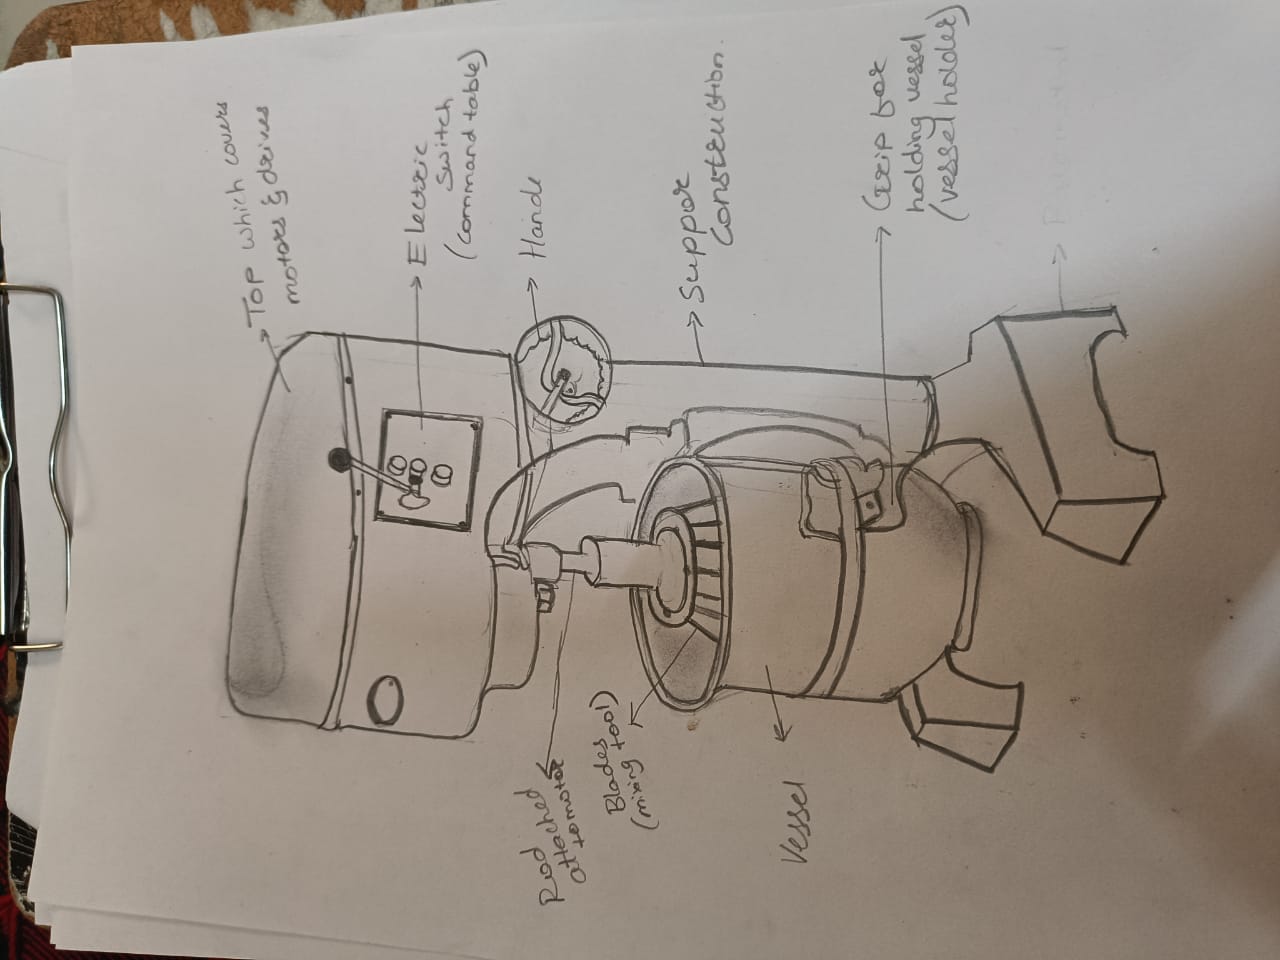 TOP which covers
motors & drives
Electric
switch
(command table)
Hande
Suppor
Construction.
Grip for
holding vessel
(vessel holder)
Rod
attached
to motor
Blades
(mixing tool)
Vessel